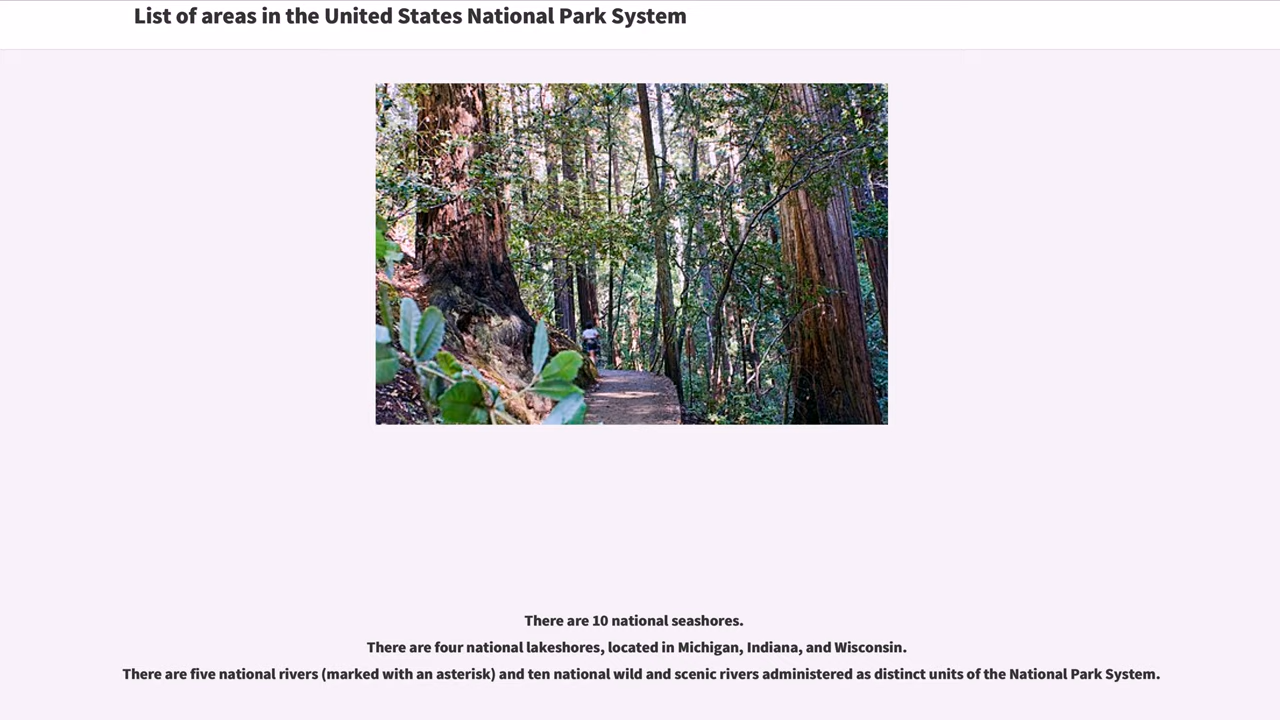 List of areas in the United States National Park System
There are 10 national seashores.
There are four national lakeshores, located in Michigan, Indiana, and Wisconsin.
There are five national rivers (marked with an asterisk) and ten national wild and scenic rivers administered as distinct units of the National Park System.